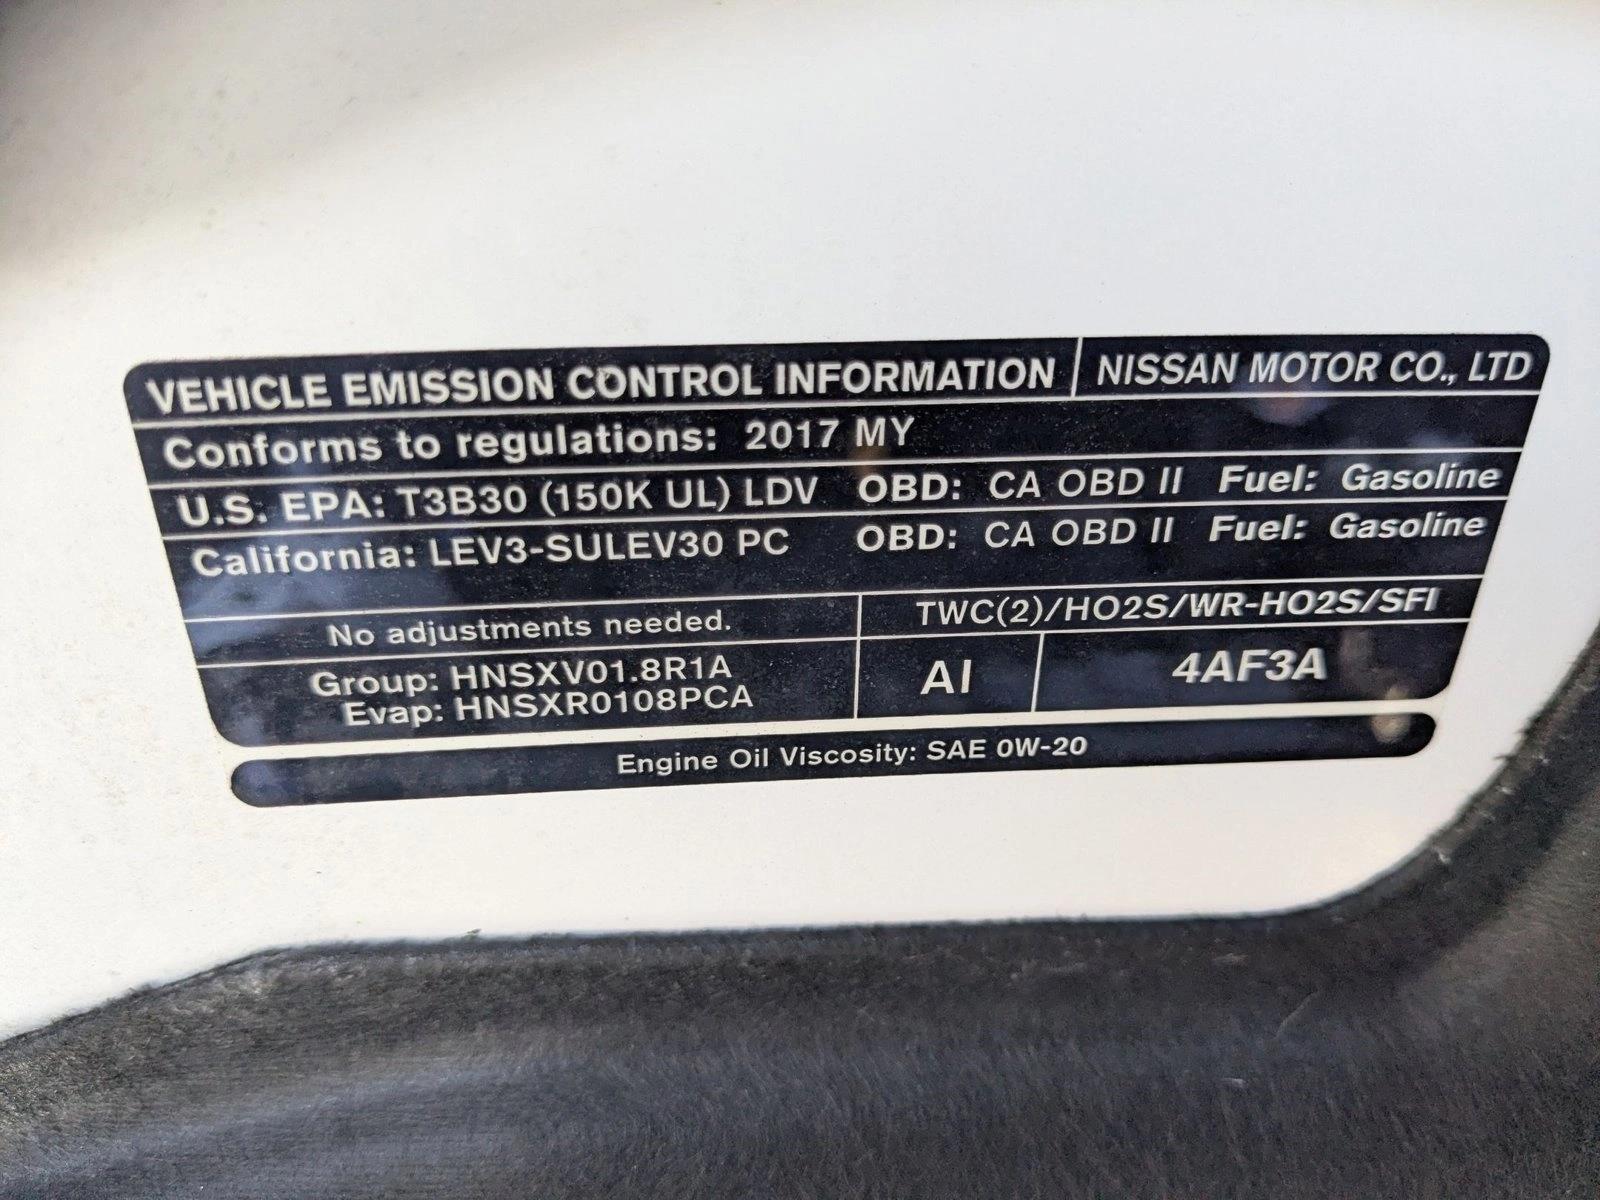 VEHICLE EMISSION CONTROL INFORMATION NISSAN MOTOR CO., LTD
Conforms to regulations: 2017 MY
U.S. EPA: T3B30 (150K UL) LDV OBD: CA OBD II Fuel: Gasoline
California: LEV3-SULEV30 PC OBD: CA OBD II Fuel: Gasoline
No adjustments needed. TWC(2)/HO2S/WR-HO2S/SFI
Group: HNSXV01.8R1A
Evap: HNSXR0108PCA
AI
4AF3A
Engine Oil Viscosity: SAE 0W-20